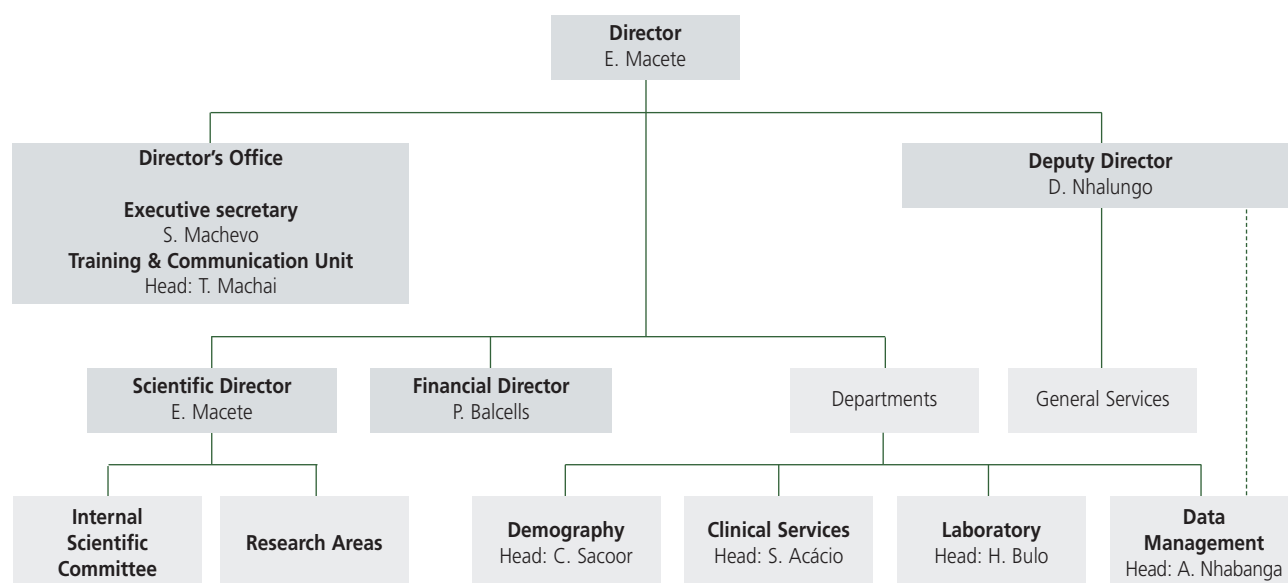 Director
E. Macete
Director’s Office
Executive secretary
S. Machevo
Training & Communication Unit
Head: T. Machai
Deputy Director
D. Nhalungo
Scientific Director
E. Macete
Financial Director
P. Balcells
Departments
General Services
Internal
Scientific
Committee
Research Areas
Demography
Head: C. Sacoor
Clinical Services
Head: S. Acácio
Laboratory
Head: H. Bulo
Data
Management
Head: A. Nhabanga